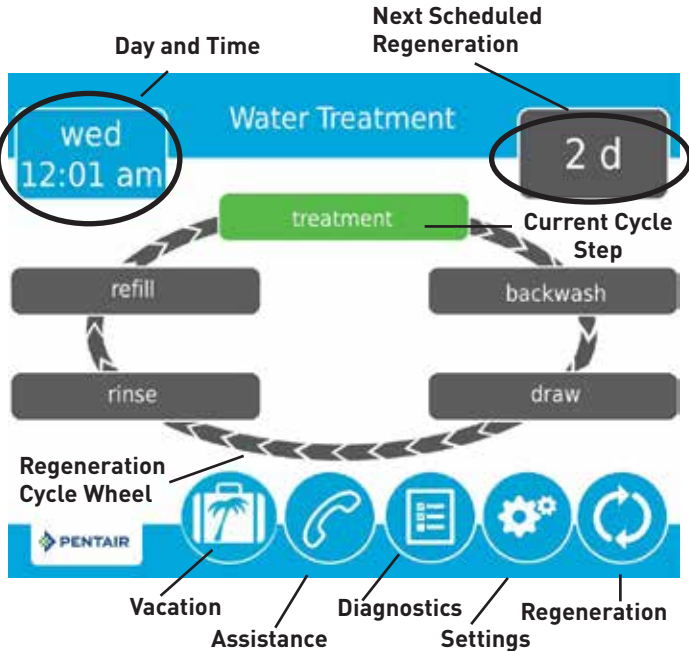 Next Scheduled
Regeneration
Day and Time
wed
12:01 am
Water Treatment
2 d
treatment
Current Cycle
Step
refill
backwash
rinse
draw
Regeneration
Cycle Wheel
PENTAIR
Vacation
Assistance
Diagnostics
Settings
Regeneration